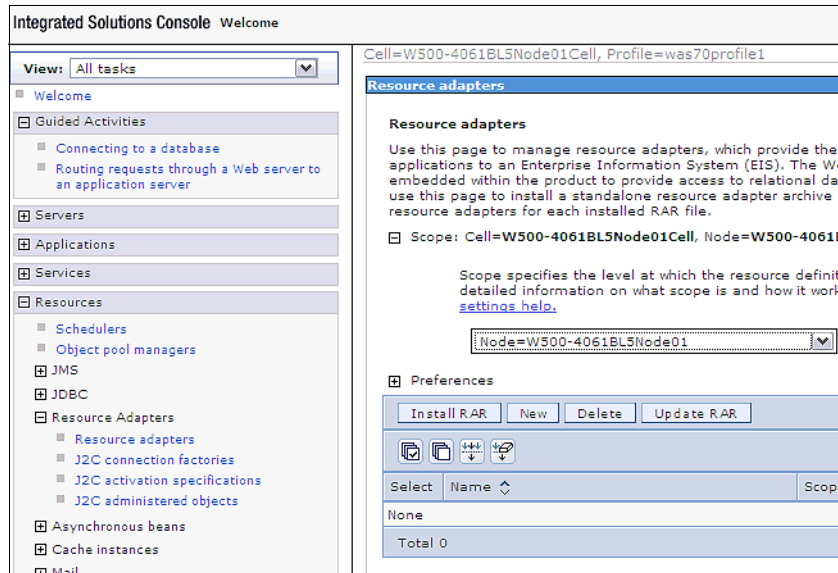 Integrated Solutions Console Welcome
View: All tasks
Welcome
Guided Activities
Connecting to a database
Routing requests through a Web server to
an application server
Servers
Applications
Services
Resources
Schedulers
Object pool managers
JMS
JDBC
Resource Adapters
Resource adapters
J2C connection factories
J2C activation specifications
J2C administered objects
Asynchronous beans
Cache instances
Mail
Cell=W500-4061BL5Node01Cell, Profile=was70profile1
Resource adapters
Resource adapters
Use this page to manage resource adapters, which provide the
applications to an Enterprise Information System (EIS). The We
embedded within the product to provide access to relational da
use this page to install a standalone resource adapter archive
resource adapters for each installed RAR file.
Scope: Cell=W500-4061BL5Node01Cell, Node=W500-4061B
Scope specifies the level at which the resource definit
detailed information on what scope is and how it work
settings help.
Node=W500-4061BL5Node01
Preferences
Install RAR New Delete Update RAR
Select Name Scop
None
Total 0